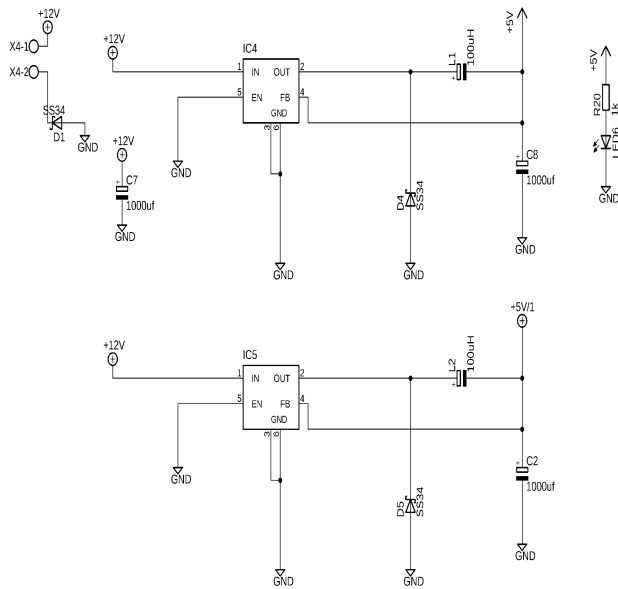 +12V
X4-1
X4-2
SS34
D1
GND
+12V
C7
+
1000uf
GND
+12V
IC4
1
IN
OUT
2
5
EN
FB
4
GND
3
6
GND
GND
L1
100uH
+
+5V
D4
SS34
GND
+
C8
1000uf
GND
+5V
R20
1k
LED6
GND
+12V
IC5
1
IN
OUT
2
5
EN
FB
4
GND
3
6
GND
GND
L2
100uH
+
+5V/1
D5
SS34
GND
+
C2
1000uf
GND